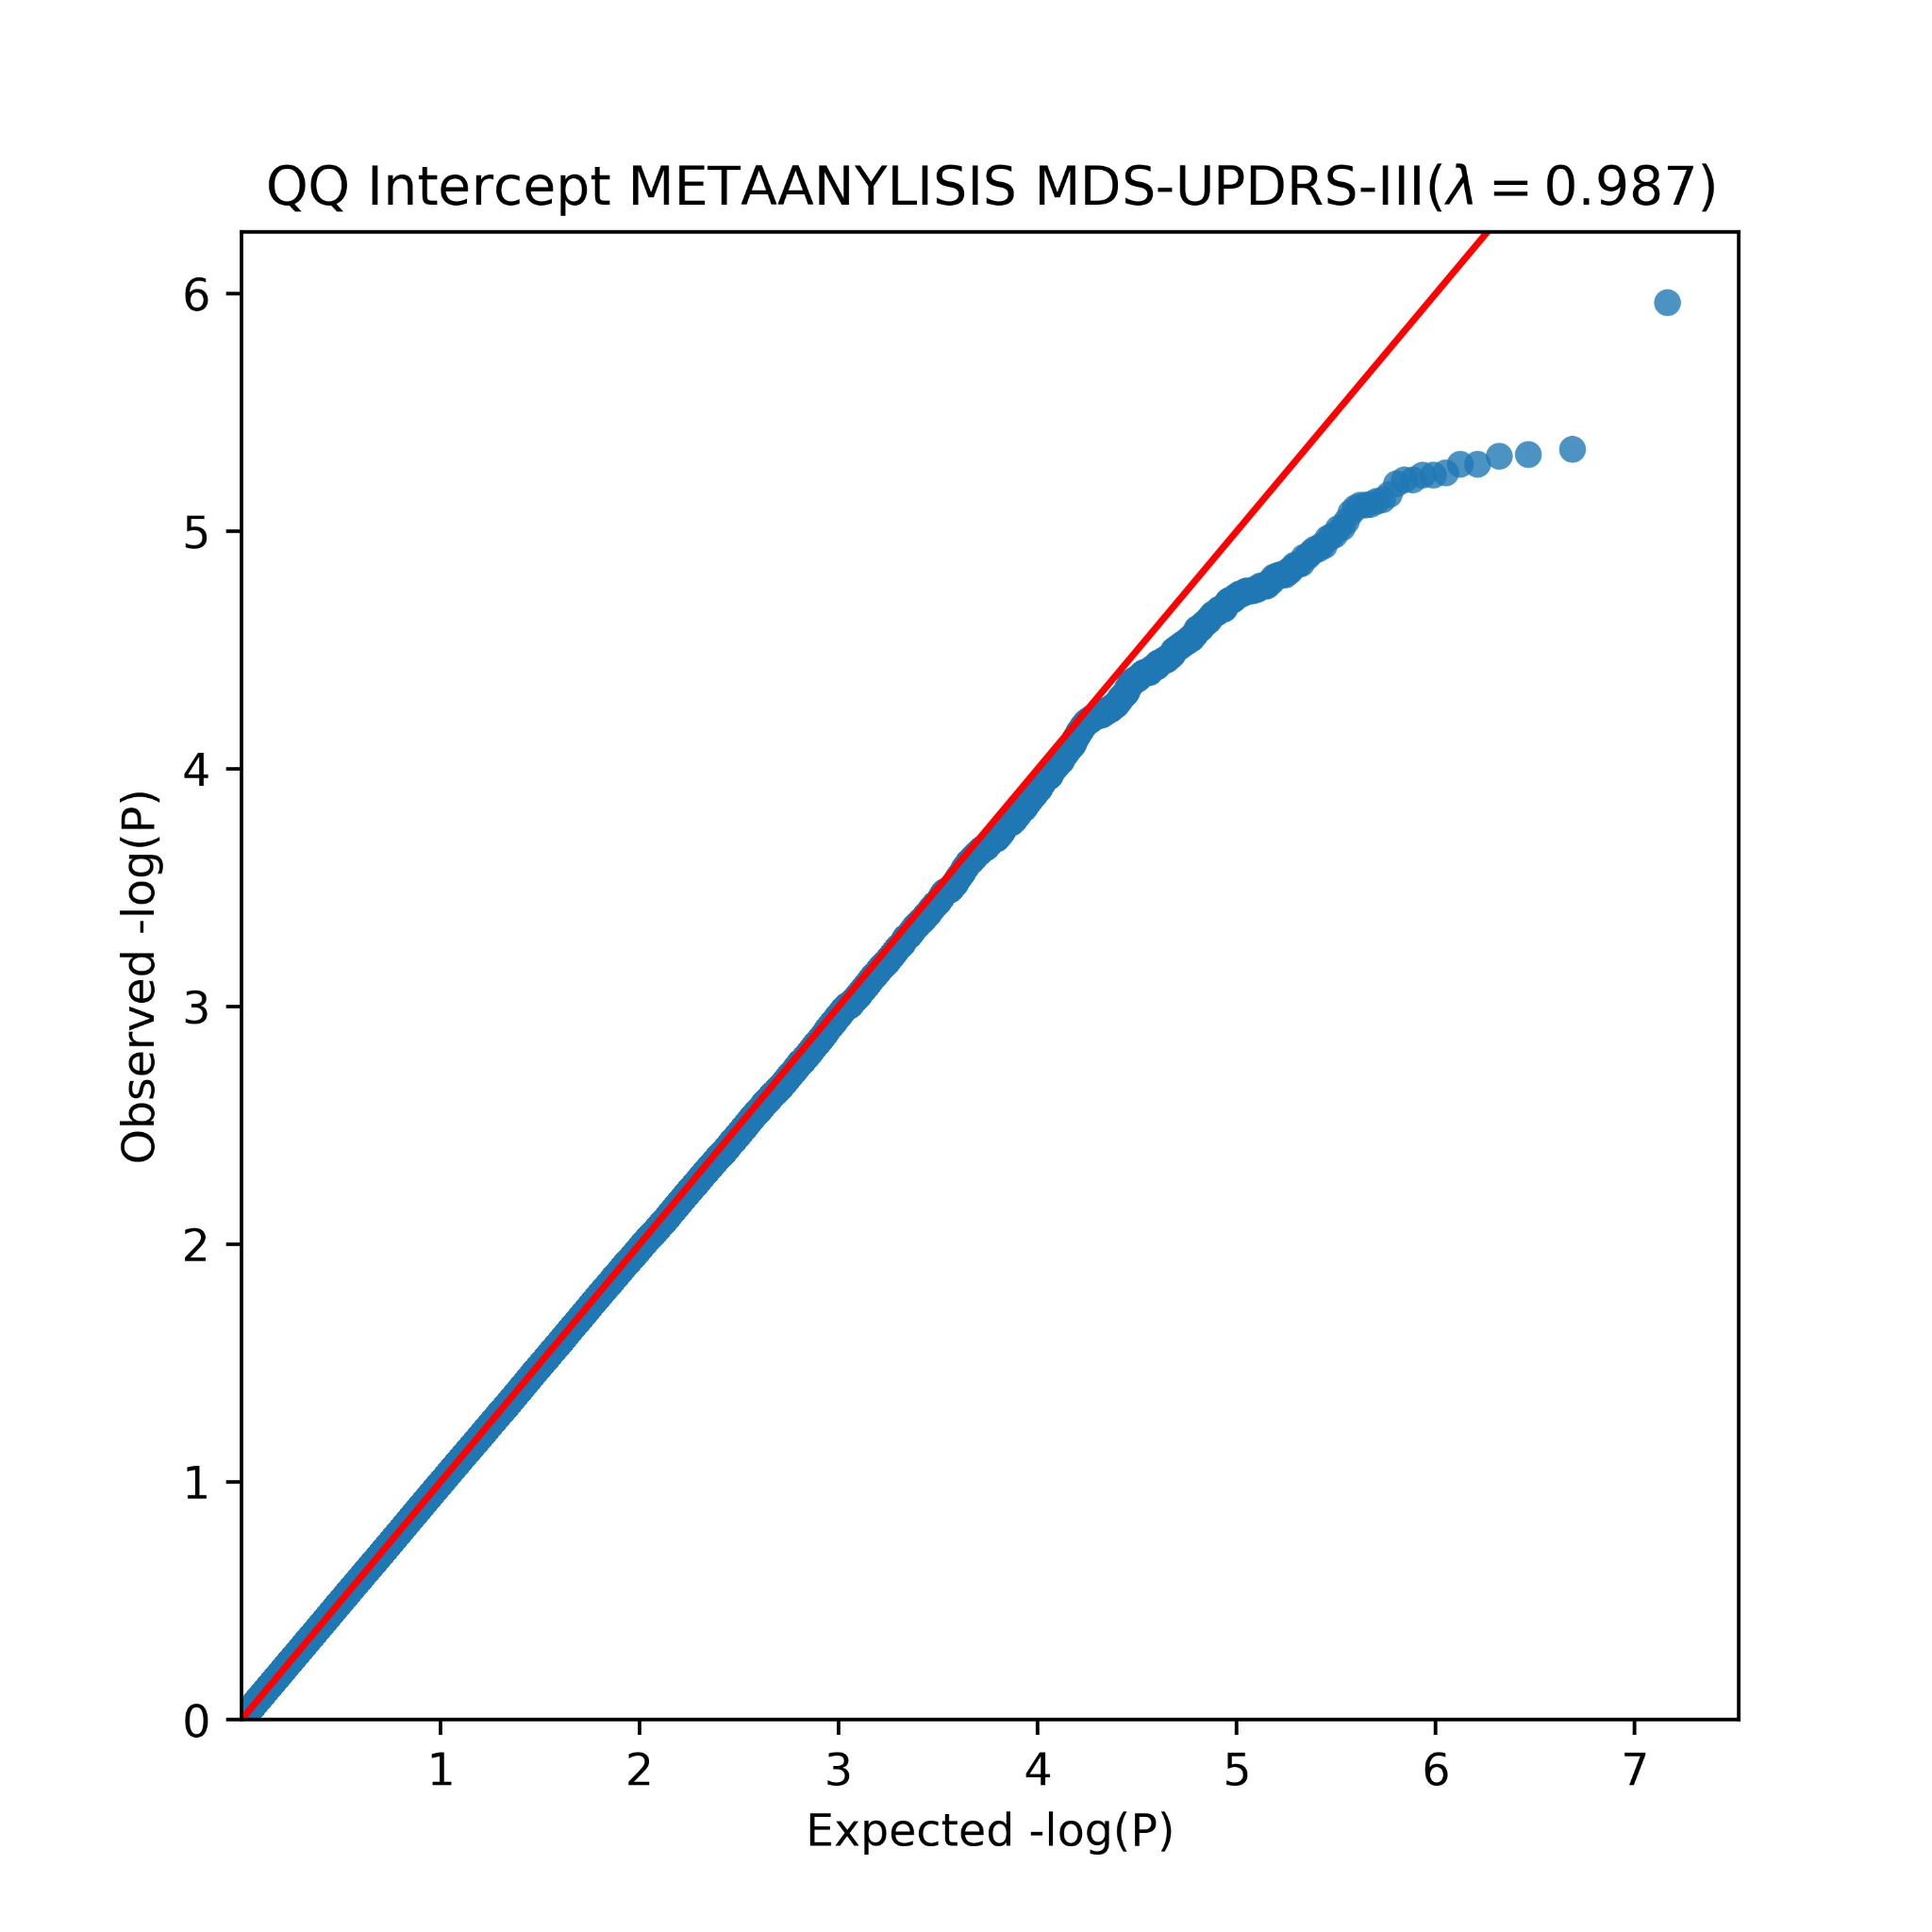 QQ Intercept METAANYLISIS MDS-UPDRS-III(λ = 0.987)
6
5
4
3
2
1
0
Observed -log(P)
1 2 3 4 5 6 7
Expected -log(P)